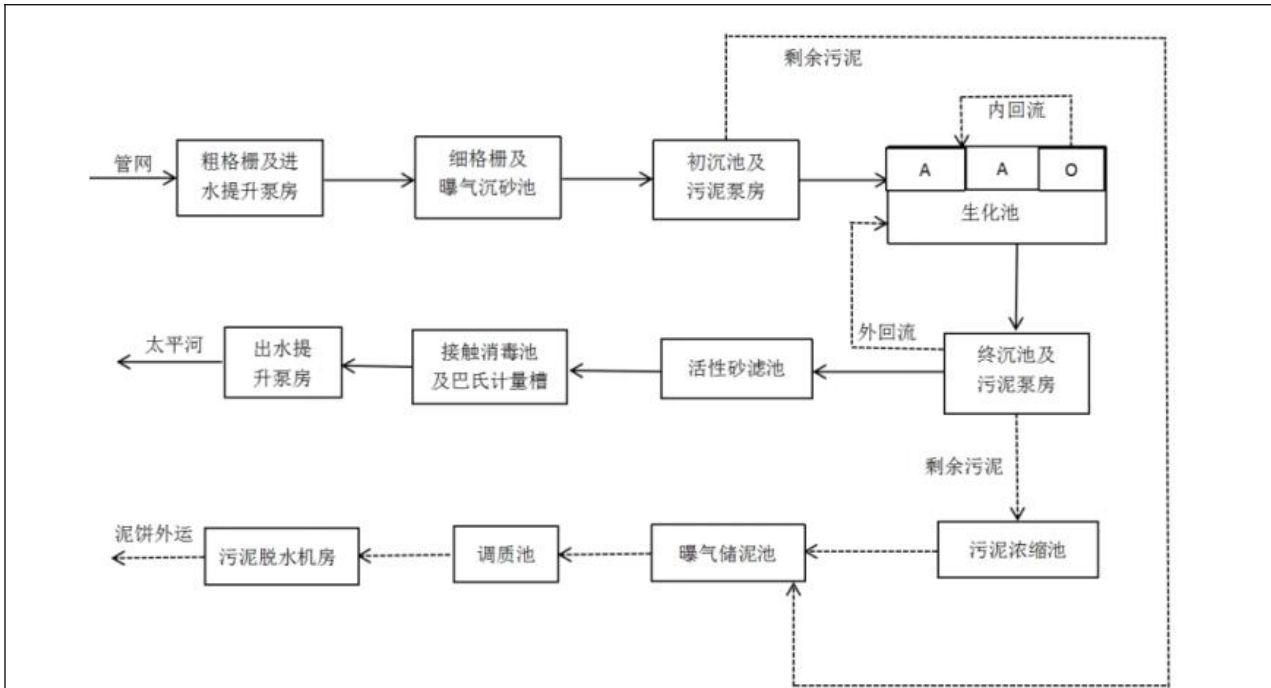 剩余污泥
内回流
管网
粗格栅及进
水提升泵房
细格栅及
曝气沉砂池
初沉池及
污泥泵房
A
A
O
生化池
外回流
太平河
出水提
升泵房
接触消毒池
及巴氏计量槽
活性砂滤池
终沉池及
污泥泵房
剩余污泥
泥饼外运
污泥脱水机房
调质池
曝气储泥池
污泥浓缩池